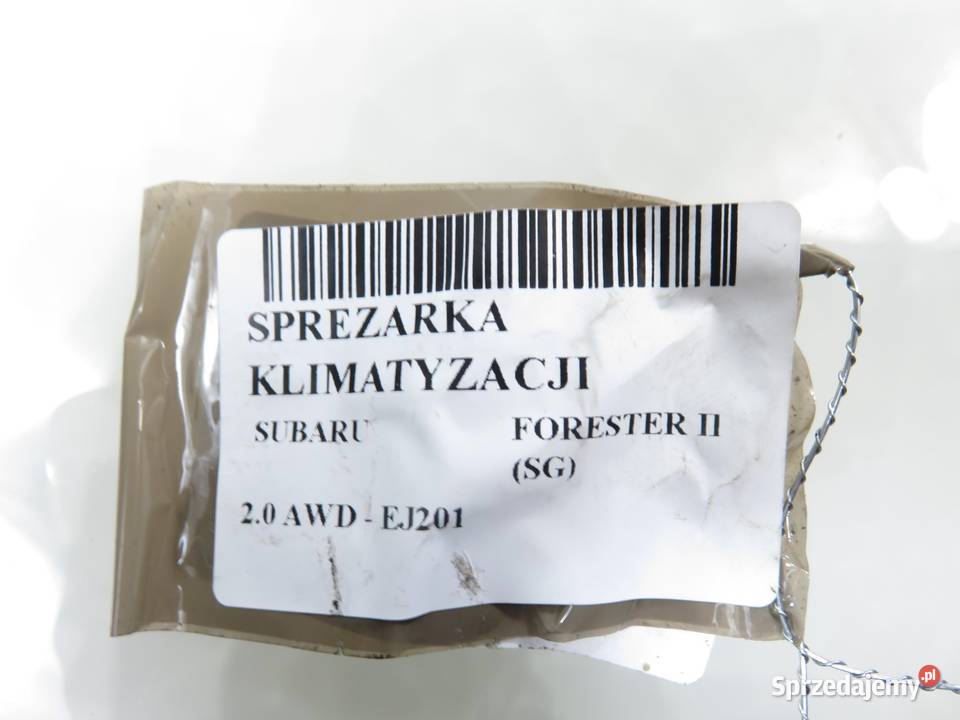 SPREZARKA
KLIMATYZACJI
SUBARU FORESTER II
(SG)
2.0 AWD - EJ201
Sprzedajemy.pl